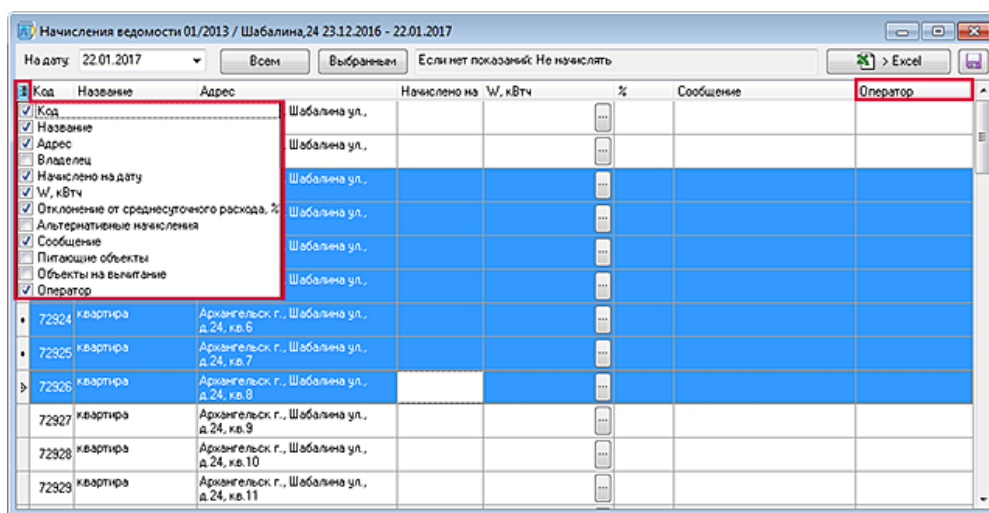 Начисления ведомости 01/2013 / Шабалина,24 23.12.2016 - 22.01.2017
На дату: 22.01.2017 Всем Выбранным Если нет показаний: Не начислять > Excel
Код Название Адрес Начислено на W, кВтч % Сообщение Оператор
Код Шабалина ул.,
Название
Адрес Шабалина ул.,
Владелец
Начислено на дату Шабалина ул.,
W, кВтч
Отклонение от среднесуточного расхода, % Шабалина ул.,
Альтернативные начисления
Сообщение Шабалина ул.,
Питающие объекты
Объекты на вычитание Шабалина ул.,
Оператор
72924 квартира Архангельск г., Шабалина ул.,
д.24, кв.6
72925 квартира Архангельск г., Шабалина ул.,
д.24, кв.7
72926 квартира Архангельск г., Шабалина ул.,
д.24, кв.8
72927 квартира Архангельск г., Шабалина ул.,
д.24, кв.9
72928 квартира Архангельск г., Шабалина ул.,
д.24, кв.10
72929 квартира Архангельск г., Шабалина ул.,
д.24, кв.11